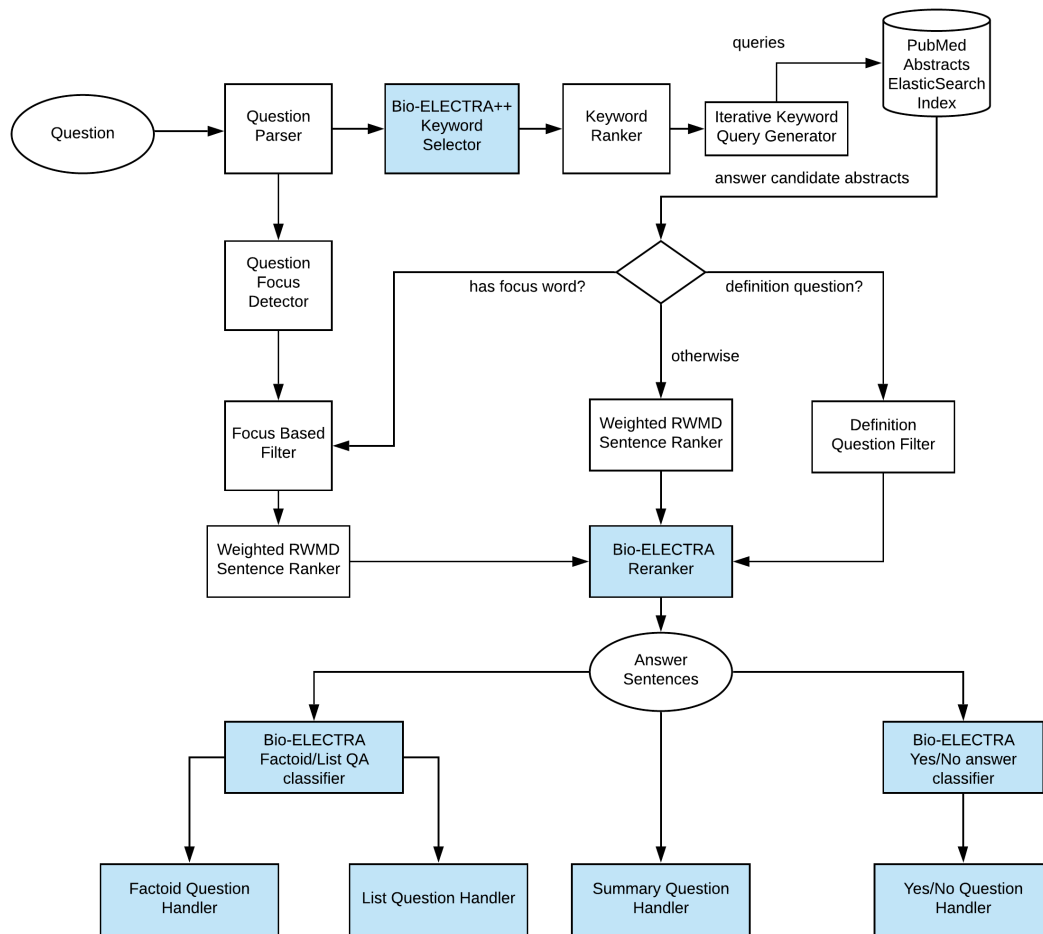 queries
PubMed
Abstracts
ElasticSearch
Index
Question
Question
Parser
Bio-ELECTRA++
Keyword
Selector
Keyword
Ranker
Iterative Keyword
Query Generator
answer candidate abstracts
Question
Focus
Detector
has focus word?
definition question?
otherwise
Focus Based
Filter
Weighted RWMD
Sentence Ranker
Definition
Question Filter
Weighted RWMD
Sentence Ranker
Bio-ELECTRA
Reranker
Answer
Sentences
Bio-ELECTRA
Factoid/List QA
classifier
Bio-ELECTRA
Yes/No answer
classifier
Factoid Question
Handler
List Question Handler
Summary Question
Handler
Yes/No Question
Handler